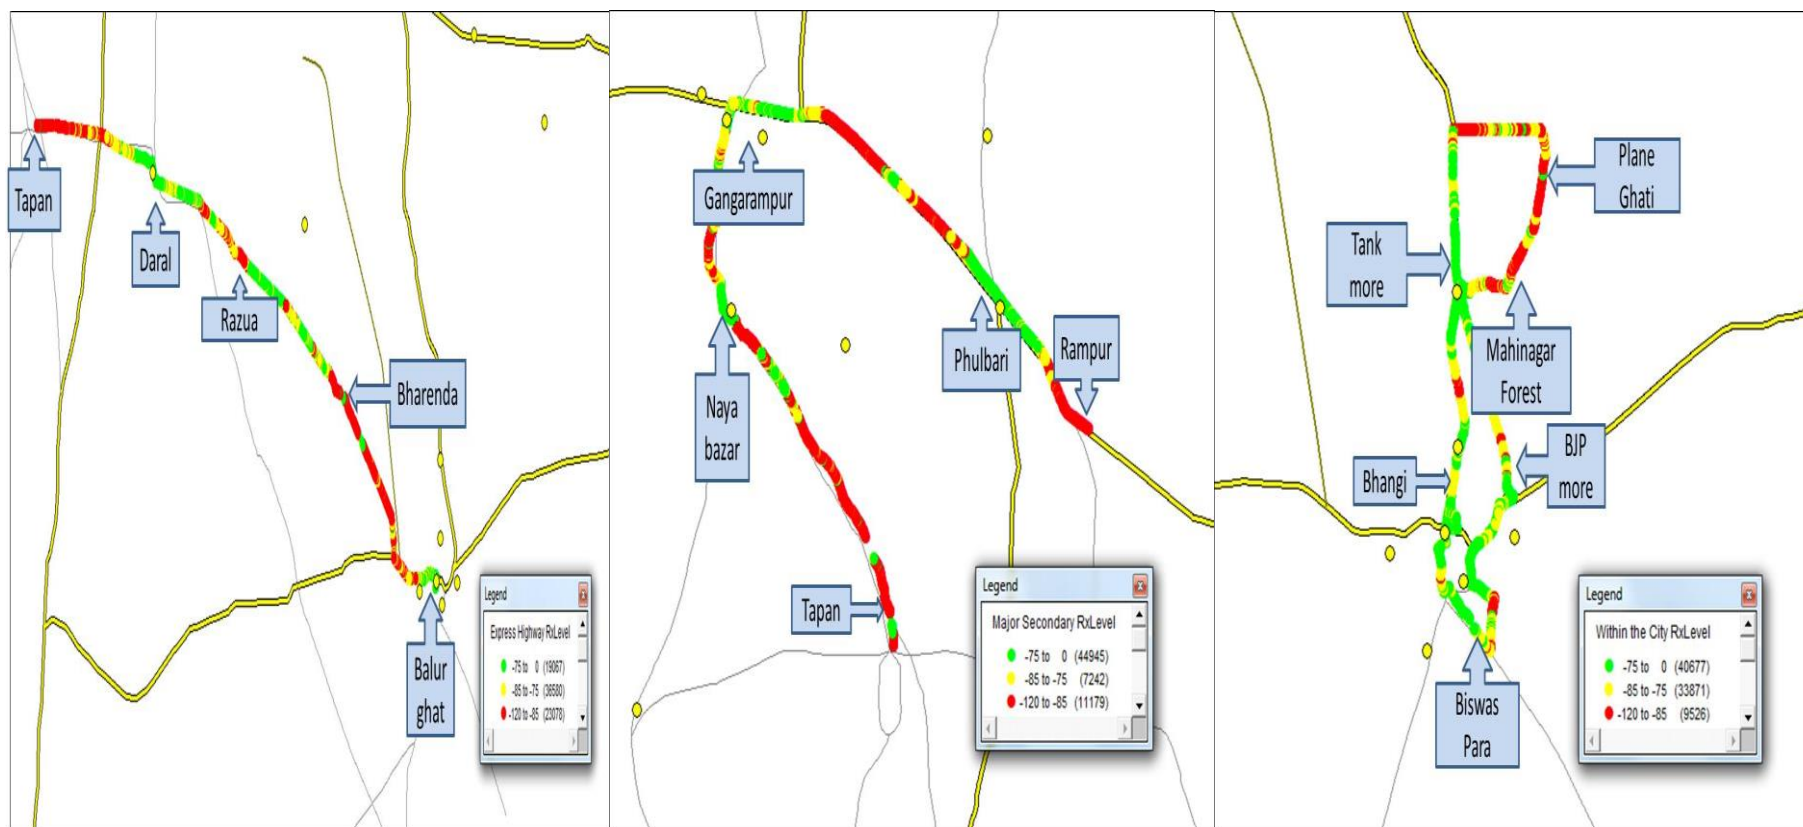 Tapan
Daral
Razua
Bharenda
Balur
ghat
Legend
Express Highway RxLevel
-75 to 0 (19067)
-85 to -75 (36580)
-120 to -85 (23078)
Gangarampur
Naya
bazar
Phulbari
Rampur
Tapan
Legend
Major Secondary RxLevel
-75 to 0 (44945)
-85 to -75 (7242)
-120 to -85 (11179)
Plane
Ghati
Tank
more
Mahinagar
Forest
BJP
more
Bhangi
Biswas
Para
Legend
Within the City RxLevel
-75 to 0 (40677)
-85 to -75 (33871)
-120 to -85 (9526)